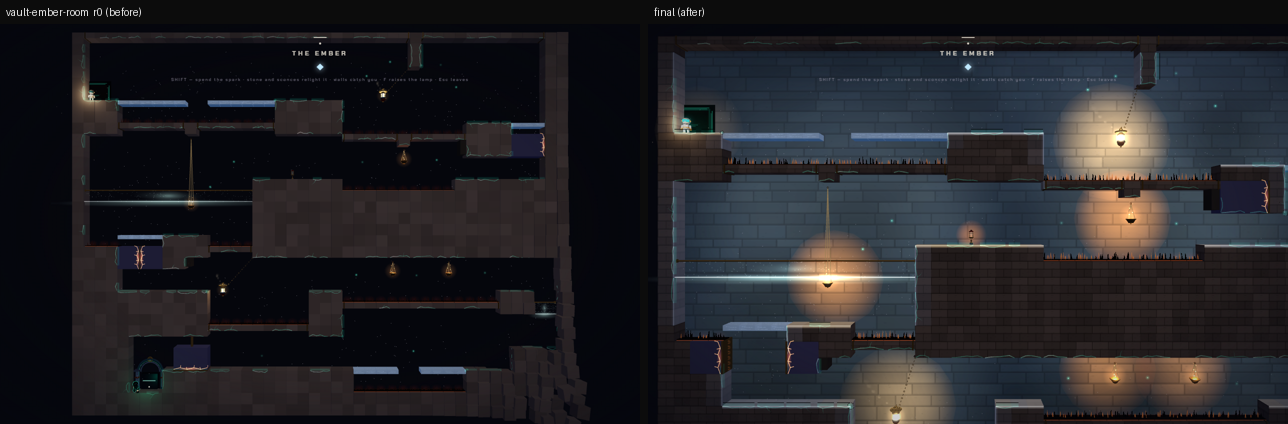 vault-ember-room r0 (before)
final (after)
THE EMBER
THE EMBER
SHIFT — spend the spark · stone and sconces relight it · walls catch you · F raises the lamp · Esc leaves
SHIFT — spend the spark · stone and sconces relight it · walls catch you · F raises the lamp · Esc leaves